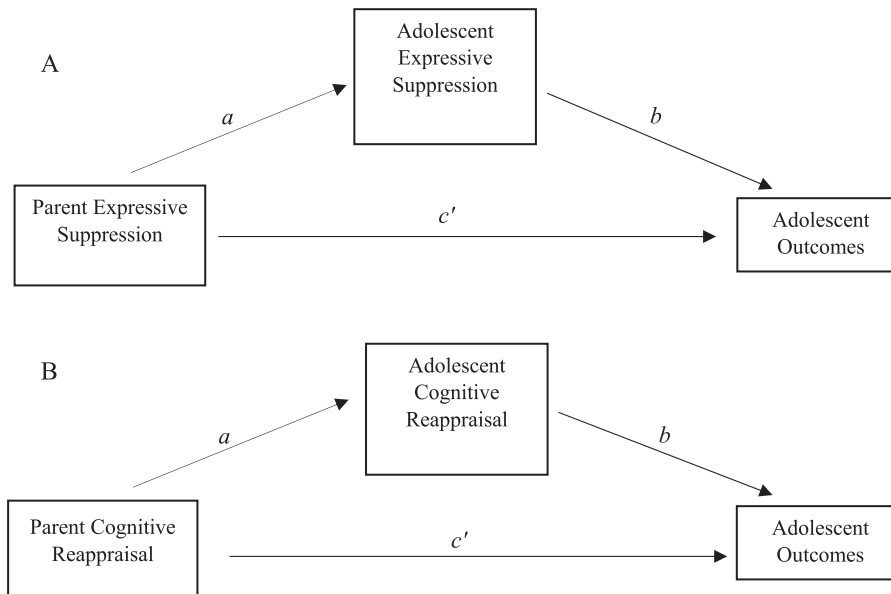 A
Adolescent
Expressive
Suppression
a
b
Parent Expressive
Suppression
c′
Adolescent
Outcomes
B
Adolescent
Cognitive
Reappraisal
a
b
Parent Cognitive
Reappraisal
c′
Adolescent
Outcomes